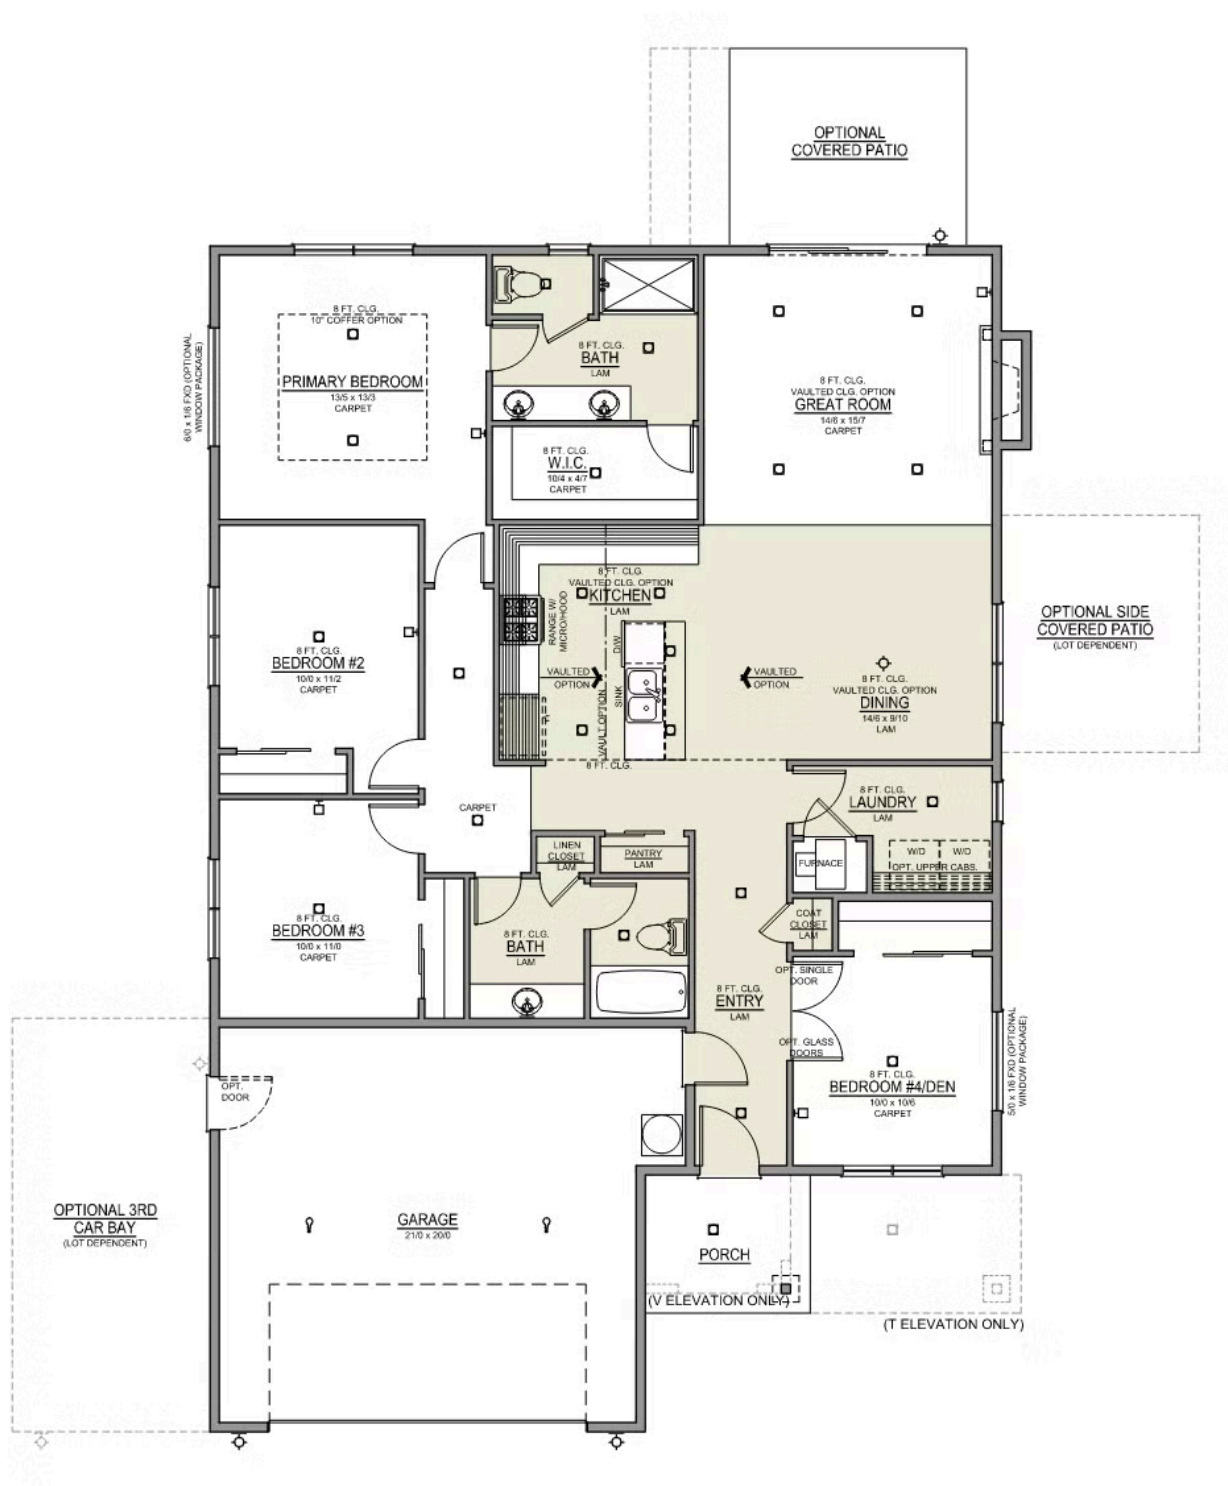 OPTIONAL
COVERED PATIO
8 FT. CLG.
10" COFFER OPTION
PRIMARY BEDROOM
13/5 x 13/3
CARPET
6/0 x 1/6 FXD (OPTIONAL
WINDOW PACKAGE)
8 FT. CLG.
BATH
LAM
8 FT. CLG.
W.I.C.
10/4 x 4/7
CARPET
8 FT. CLG.
VAULTED CLG. OPTION
GREAT ROOM
14/6 x 15/7
CARPET
8 FT. CLG.
VAULTED CLG. OPTION
KITCHEN
LAM
RANGE W/
MICRO/HOOD
D/W
SINK
VAULTED
OPTION
VAULT OPTION
VAULTED
OPTION
8 FT. CLG.
8 FT. CLG.
VAULTED CLG. OPTION
DINING
14/6 x 9/10
LAM
OPTIONAL SIDE
COVERED PATIO
(LOT DEPENDENT)
8 FT. CLG.
BEDROOM #2
10/0 x 11/2
CARPET
CARPET
8 FT. CLG.
LAUNDRY
LAM
W/D
W/D
OPT. UPPER CABS.
FURNACE
LINEN
CLOSET
LAM
PANTRY
LAM
8 FT. CLG.
BEDROOM #3
10/0 x 11/0
CARPET
8 FT. CLG.
BATH
LAM
COAT
CLOSET
LAM
8 FT. CLG.
ENTRY
LAM
OPT. SINGLE
DOOR
OPT. GLASS
DOORS
8 FT. CLG.
BEDROOM #4/DEN
10/0 x 10/6
CARPET
5/0 x 1/6 FXD (OPTIONAL
WINDOW PACKAGE)
OPT.
DOOR
OPTIONAL 3RD
CAR BAY
(LOT DEPENDENT)
GARAGE
21/0 x 20/0
PORCH
(V ELEVATION ONLY)
(T ELEVATION ONLY)